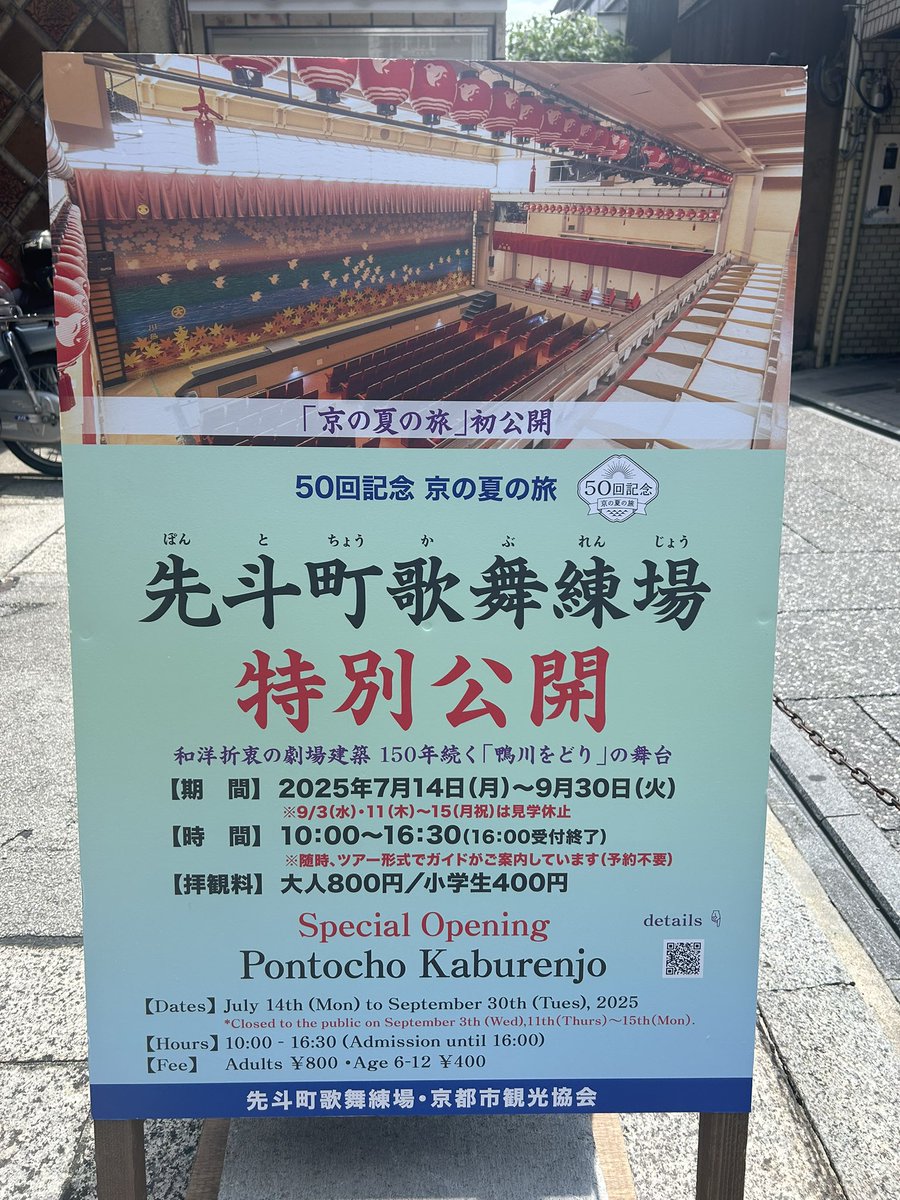 「京の夏の旅」初公開
50回記念 京の夏の旅
50回記念
京の夏の旅
ぽん と ちょう か ぶ れん じょう
先斗町歌舞練場
特別公開
和洋折衷の劇場建築 150年続く「鴨川をどり」の舞台
【期　間】 2025年7月14日(月)〜9月30日(火)
※9/3(水)・11(木)〜15(月祝)は見学休止
【時　間】 10:00〜16:30(16:00受付終了)
※随時、ツアー形式でガイドがご案内しています(予約不要)
【拝観料】 大人800円／小学生400円
Special Opening
details
Pontocho Kaburenjo
【Dates】 July 14th (Mon) to September 30th (Tues), 2025
*Closed to the public on September 3th (Wed),11th(Thurs)〜15th(Mon).
【Hours】 10:00 - 16:30 (Admission until 16:00)
【Fee】 Adults ¥800・Age 6-12 ¥400
先斗町歌舞練場・京都市観光協会